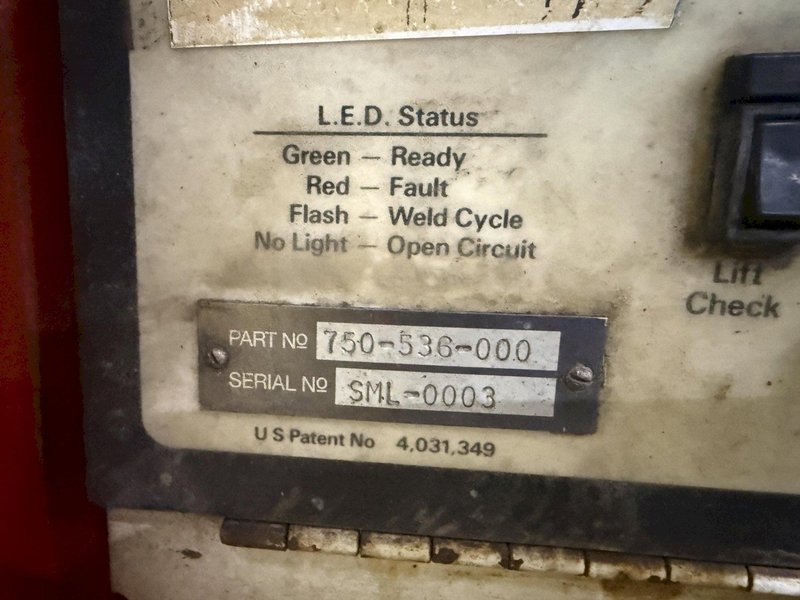 L.E.D. Status
Green – Ready
Red – Fault
Flash – Weld Cycle
No Light – Open Circuit
Lift
Check
PART Nº 750-536-000
SERIAL Nº SML-0003
U S Patent No 4,031,349